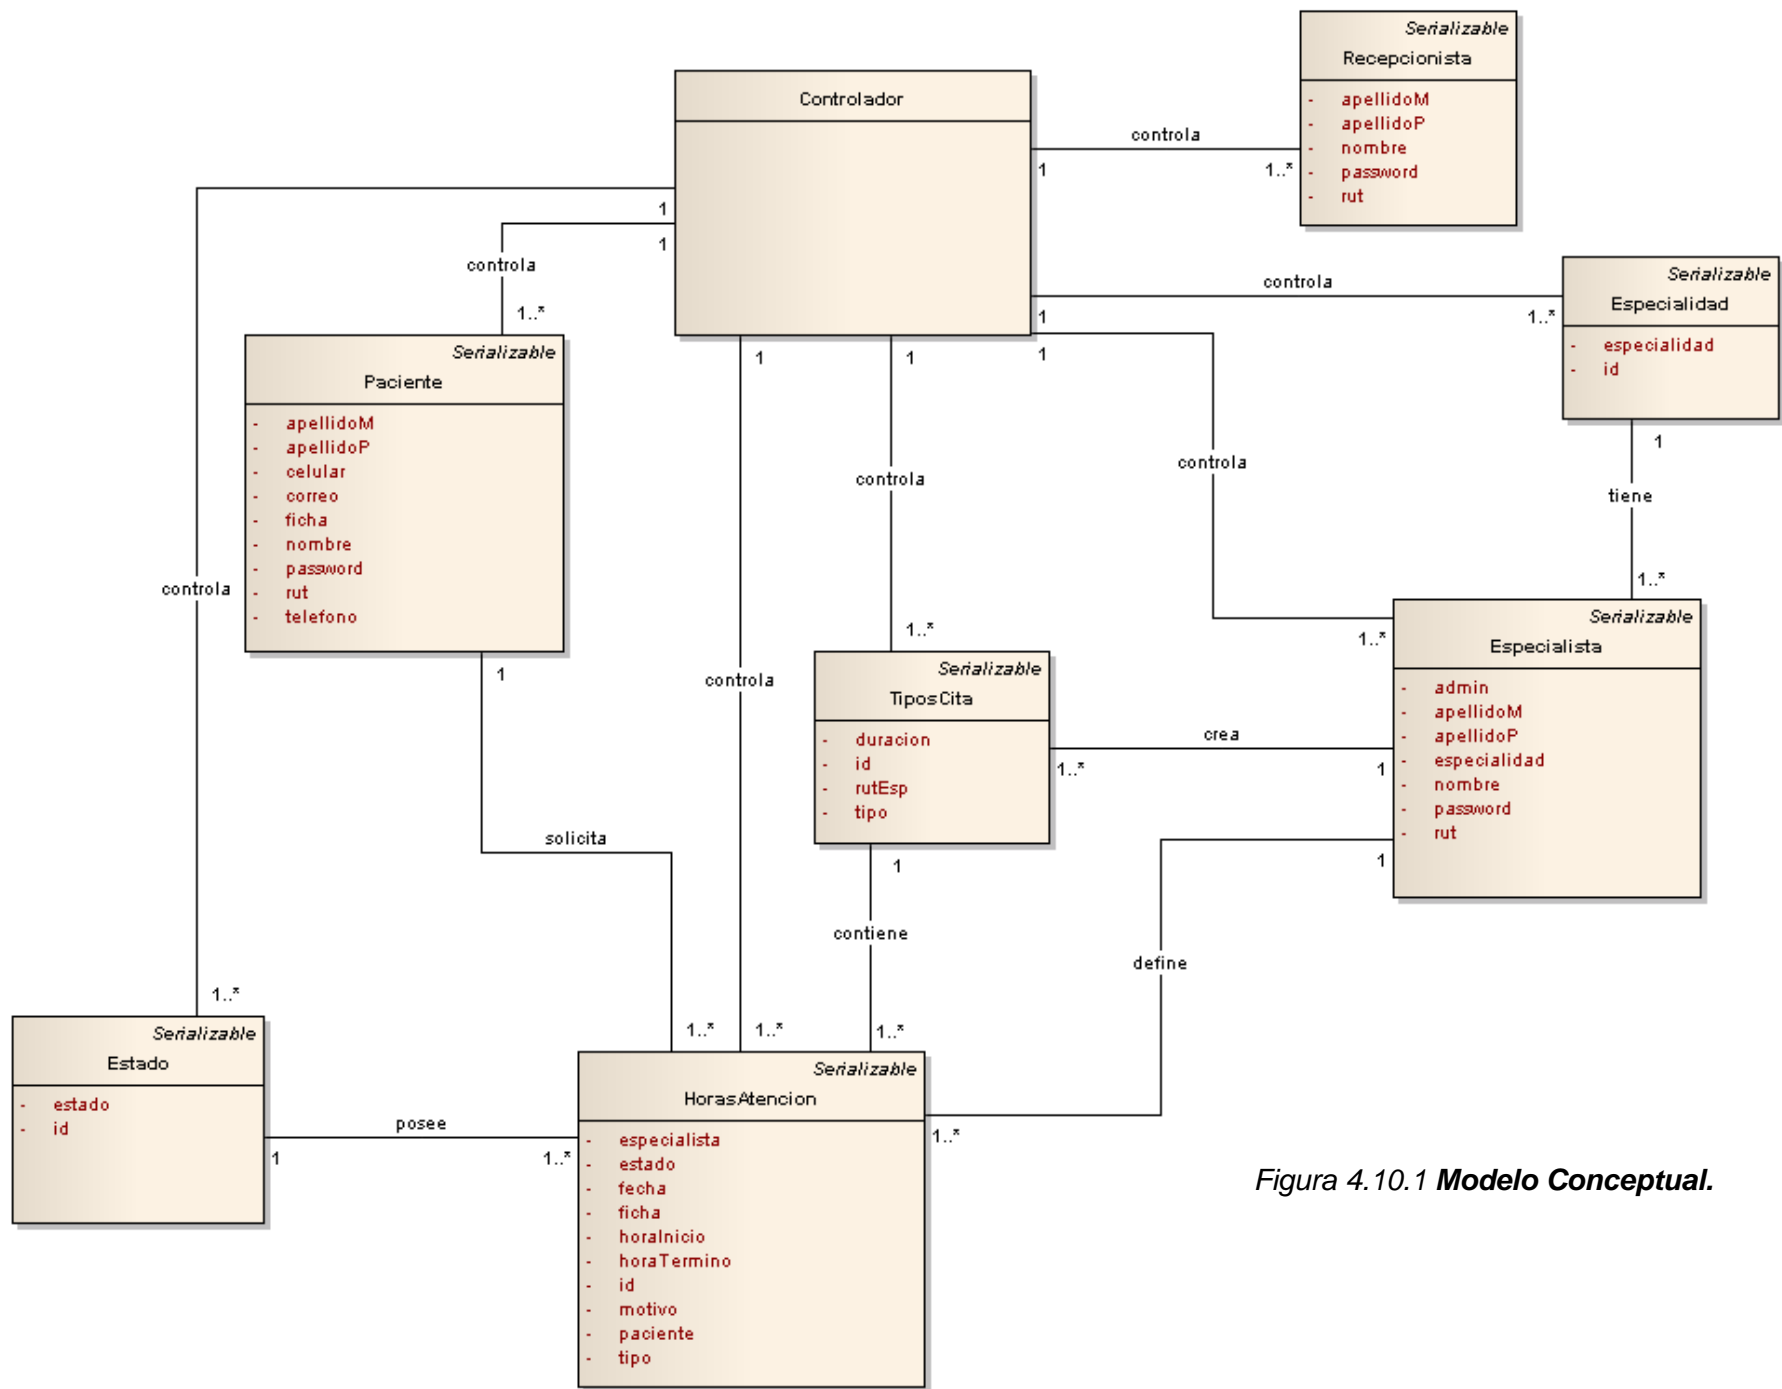 Serializable
Recepcionista
- apellidoM
- apellidoP
- nombre
- password
- rut
Controlador
controla
1
1..*
1
1
controla
1..*
controla
1
1..*
1
1
1
Serializable
Especialidad
- especialidad
- id
Serializable
Paciente
- apellidoM
- apellidoP
- celular
- correo
- ficha
- nombre
- password
- rut
- telefono
1
tiene
1..*
controla
controla
controla
controla
1..*
1..*
Serializable
Especialista
- admin
- apellidoM
- apellidoP
- especialidad
- nombre
- password
- rut
1
Serializable
TiposCita
- duracion
- id
- rutEsp
- tipo
crea
1..*
1
solicita
1
1
contiene
define
1..*
1..*
1..*
1..*
Serializable
Estado
- estado
- id
posee
1
1..*
Serializable
HorasAtencion
- especialista
- estado
- fecha
- ficha
- horaInicio
- horaTermino
- id
- motivo
- paciente
- tipo
1..*
Figura 4.10.1 Modelo Conceptual.